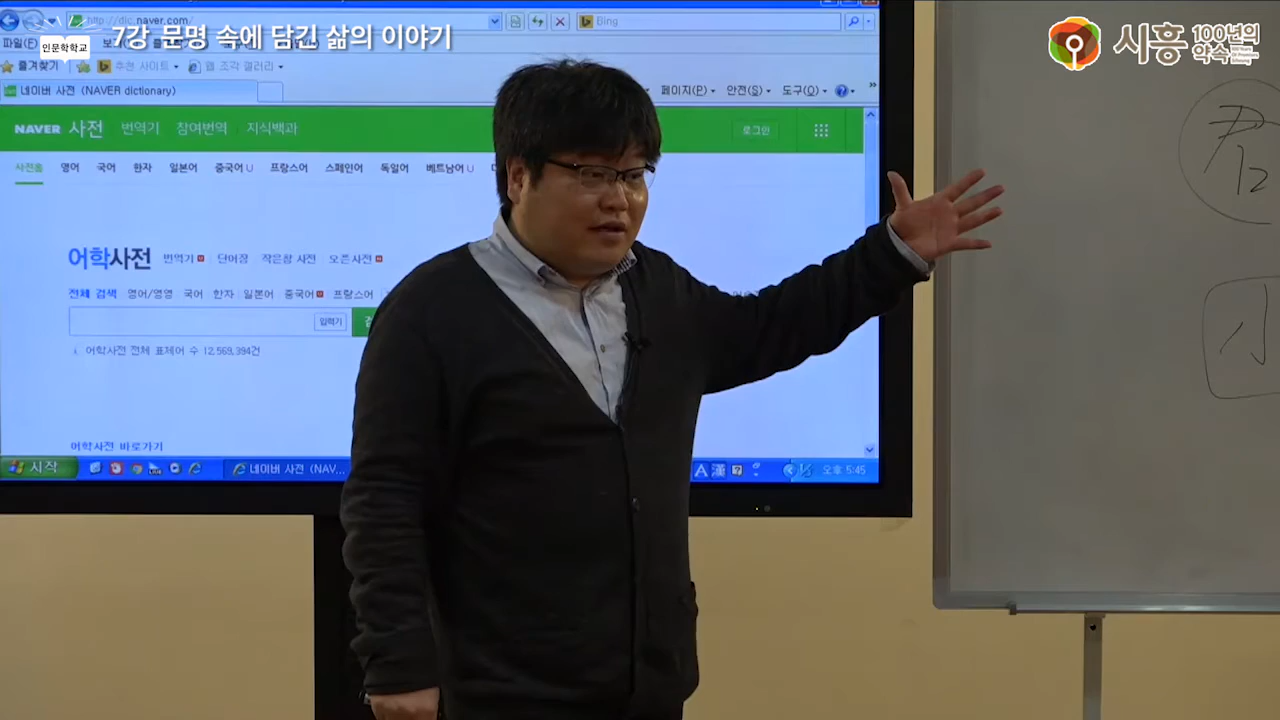 7강 문명 속에 담긴 삶의 이야기
인문학학교
시흥 100년의 약속
http://dic.naver.com/
Bing
파일(F)
즐겨찾기 추천 사이트 웹 조각 갤러리
네이버 사전 (NAVER dictionary)
페이지(P) 안전(S) 도구(O)
NAVER 사전 번역기 참여번역 지식백과 로그인
사전홈 영어 국어 한자 일본어 중국어 프랑스어 스페인어 독일어 베트남어
어학사전 번역기 단어장 작은창 사전 오픈사전
전체 검색 영어/영영 국어 한자 일본어 중국어 프랑스어
입력기
어학사전 전체 표제어 수 12,569,394건
어학사전 바로가기
시작 네이버 사전 (NAV... A 漢 오후 5:45
君
小